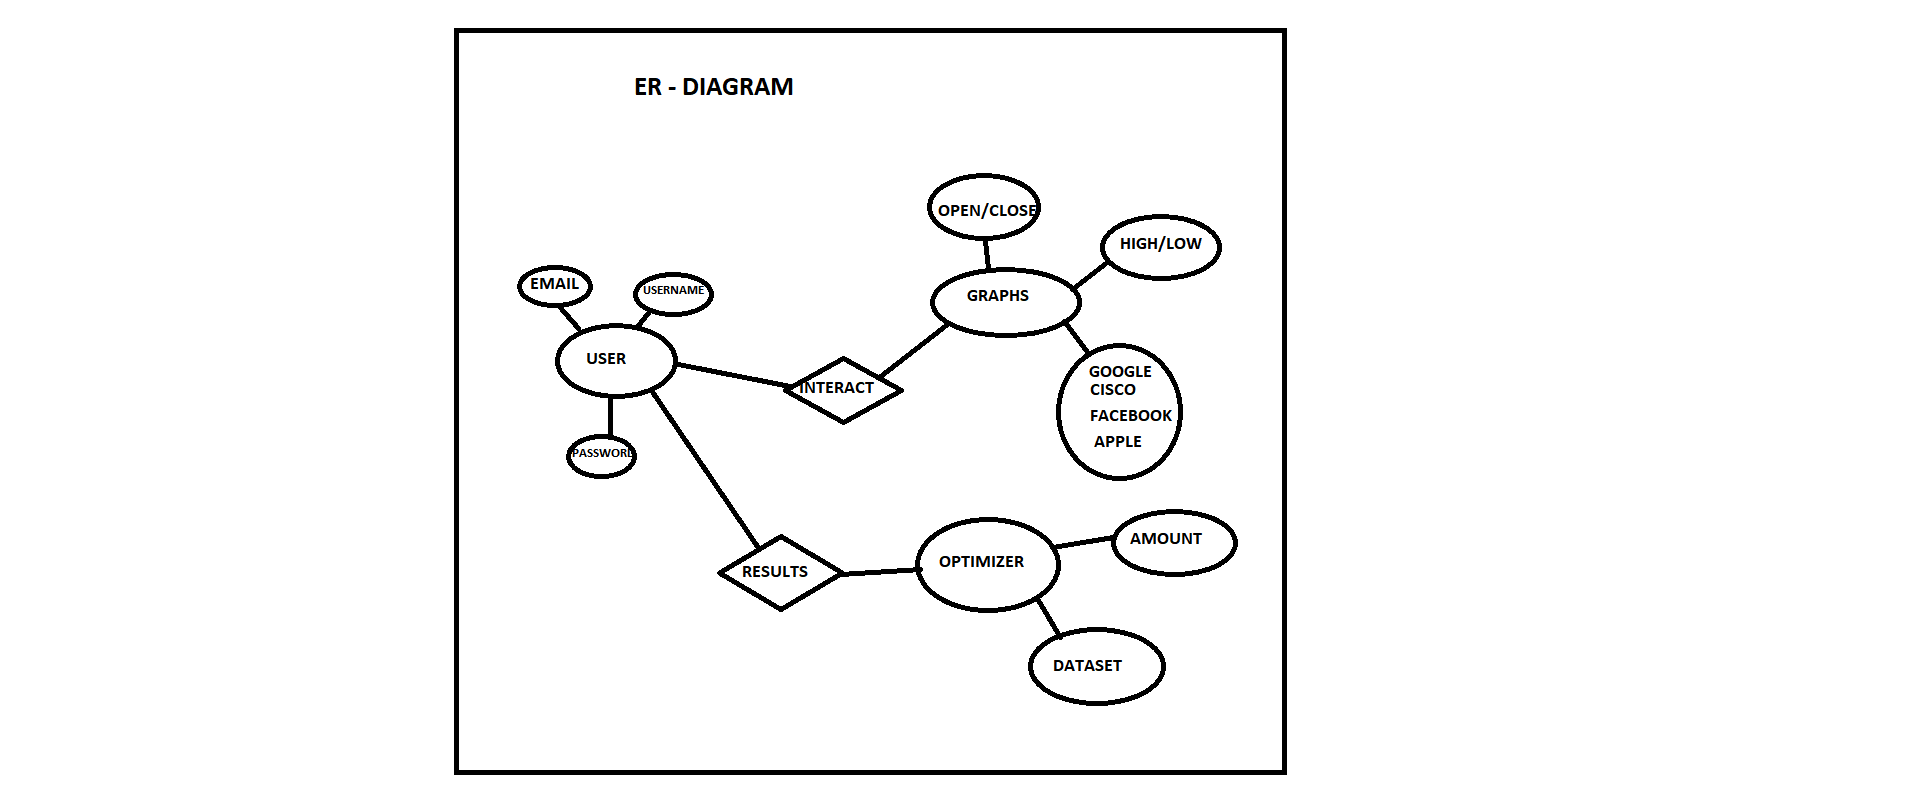 ER - DIAGRAM
OPEN/CLOSE
HIGH/LOW
EMAIL
USERNAME
GRAPHS
USER
INTERACT
GOOGLE
CISCO
FACEBOOK
APPLE
PASSWORD
AMOUNT
OPTIMIZER
RESULTS
DATASET